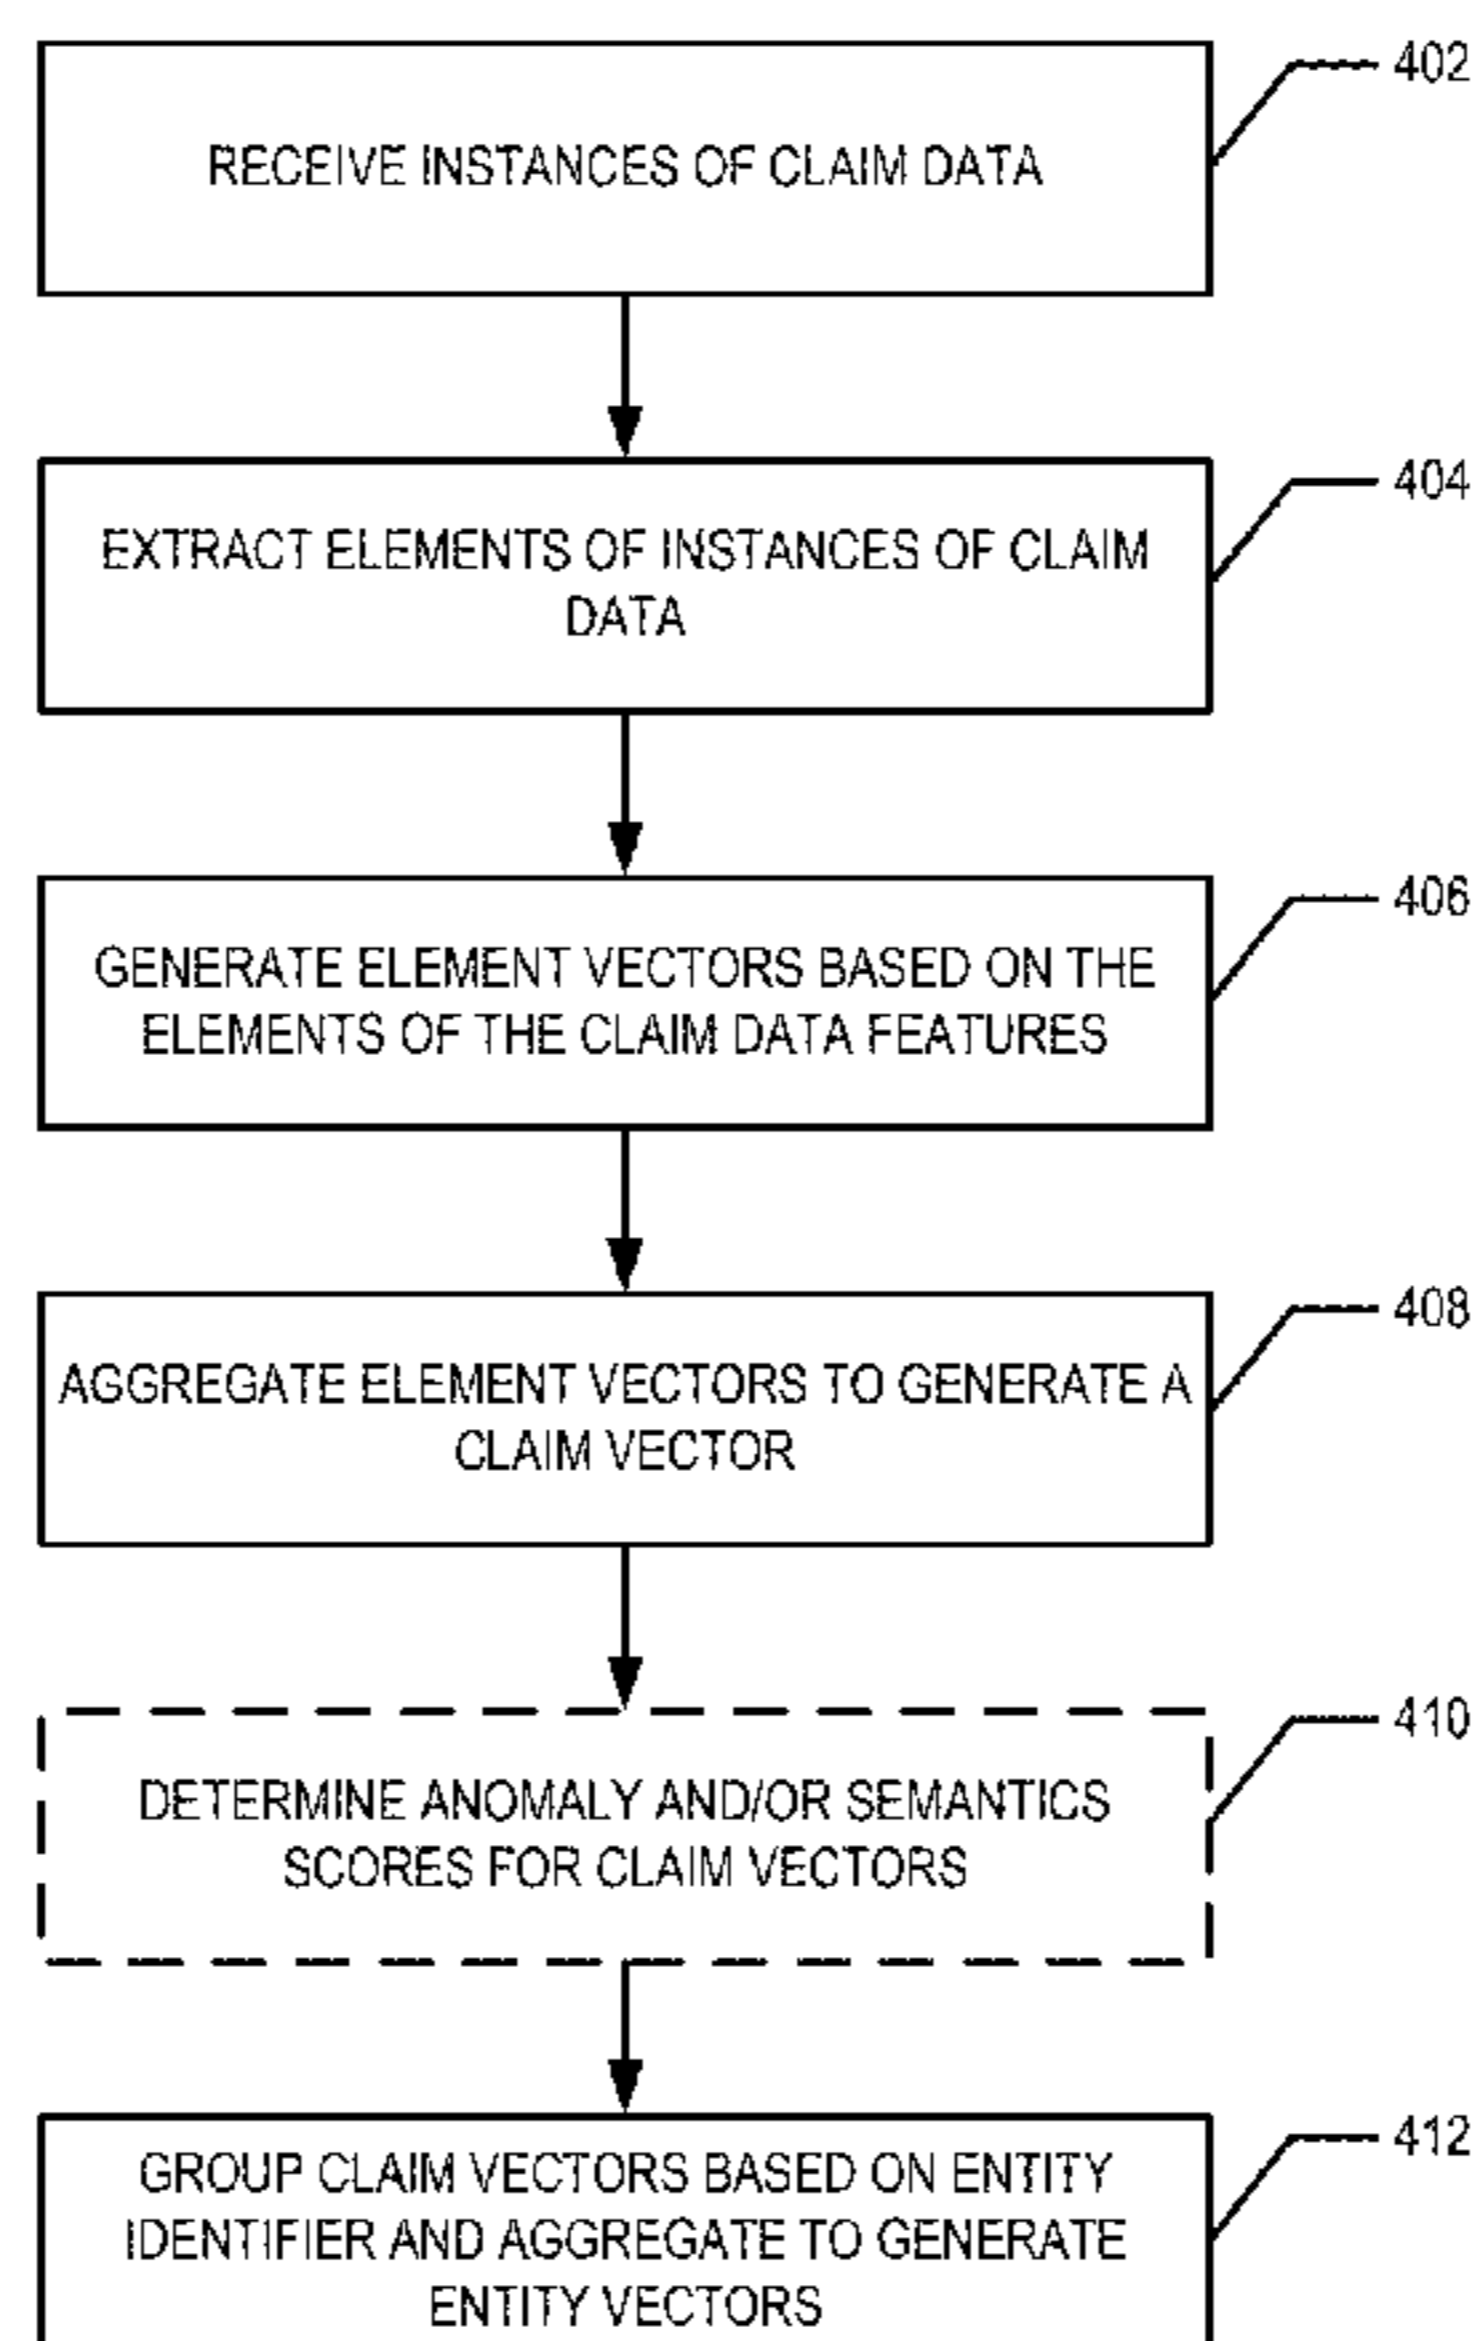 402
RECEIVE INSTANCES OF CLAIM DATA
404
EXTRACT ELEMENTS OF INSTANCES OF CLAIM
DATA
406
GENERATE ELEMENT VECTORS BASED ON THE
ELEMENTS OF THE CLAIM DATA FEATURES
408
AGGREGATE ELEMENT VECTORS TO GENERATE A
CLAIM VECTOR
410
DETERMINE ANOMALY AND/OR SEMANTICS
SCORES FOR CLAIM VECTORS
412
GROUP CLAIM VECTORS BASED ON ENTITY
IDENTIFIER AND AGGREGATE TO GENERATE
ENTITY VECTORS